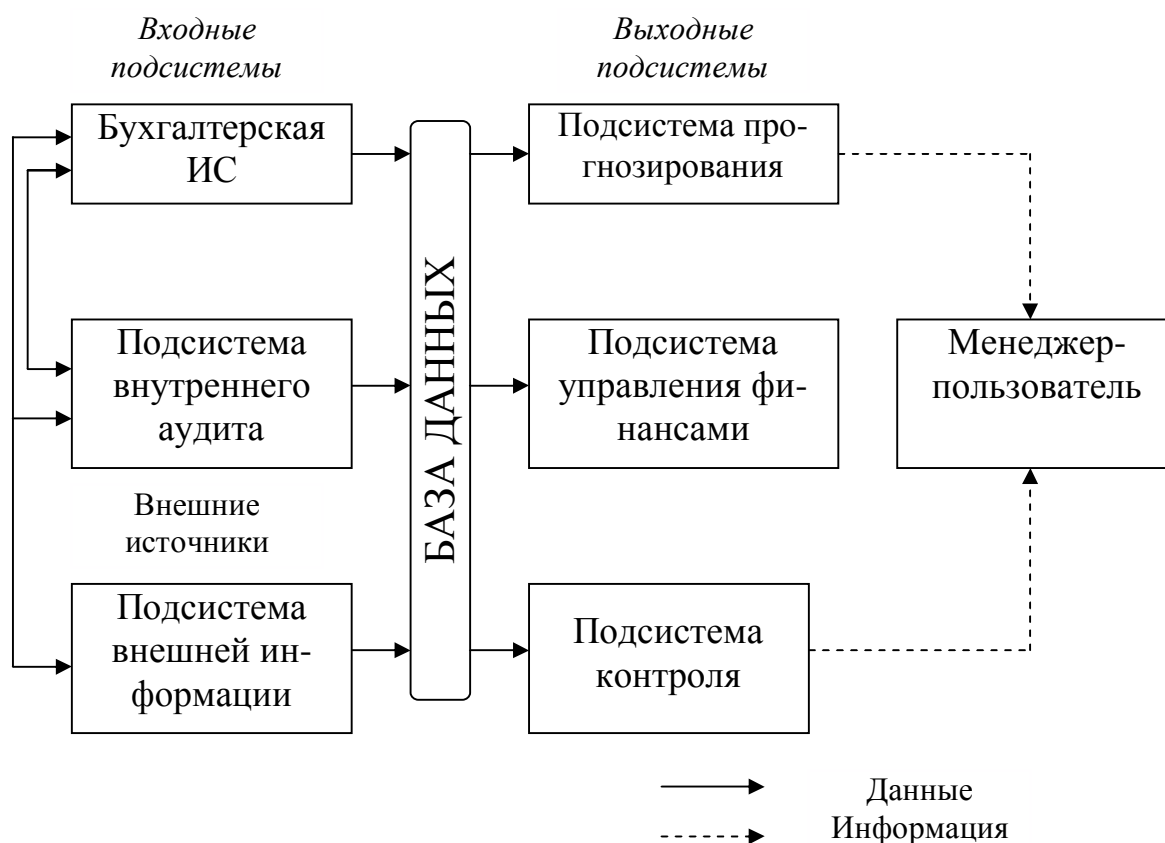 Входные
подсистемы
Выходные
подсистемы
Бухгалтерская
ИС
Подсистема про-
гнозирования
БАЗА ДАННЫХ
Подсистема
внутреннего
аудита
Подсистема
управления фи-
нансами
Менеджер-
пользователь
Внешние
источники
Подсистема
внешней ин-
формации
Подсистема
контроля
Данные
Информация